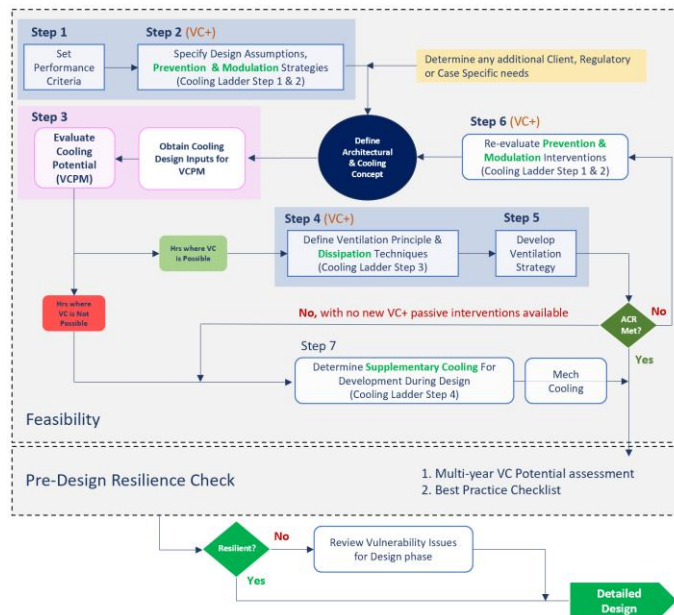 Step 1
Set
Performance
Criteria
Step 2 (VC+)
Specify Design Assumptions,
Prevention & Modulation Strategies
(Cooling Ladder Step 1 & 2)
Determine any additional Client, Regulatory
or Case Specific needs
Step 3
Evaluate
Cooling
Potential
(VCPM)
Obtain Cooling
Design Inputs for
VCPM
Define
Architectural
& Cooling
Concept
Step 6 (VC+)
Re-evaluate Prevention &
Modulation Interventions
(Cooling Ladder Step 1 & 2)
Hrs where VC
is Possible
Step 4 (VC+)
Define Ventilation Principle &
Dissipation Techniques
(Cooling Ladder Step 3)
Step 5
Develop
Ventilation
Strategy
Hrs where
VC is Not
Possible
No, with no new VC+ passive interventions available
ACR
Met?
No
Yes
Step 7
Determine Supplementary Cooling For
Development During Design
(Cooling Ladder Step 4)
Mech
Cooling
Feasibility
Pre-Design Resilience Check
1. Multi-year VC Potential assessment
2. Best Practice Checklist
Resilient?
No
Review Vulnerability Issues
for Design phase
Yes
Detailed
Design